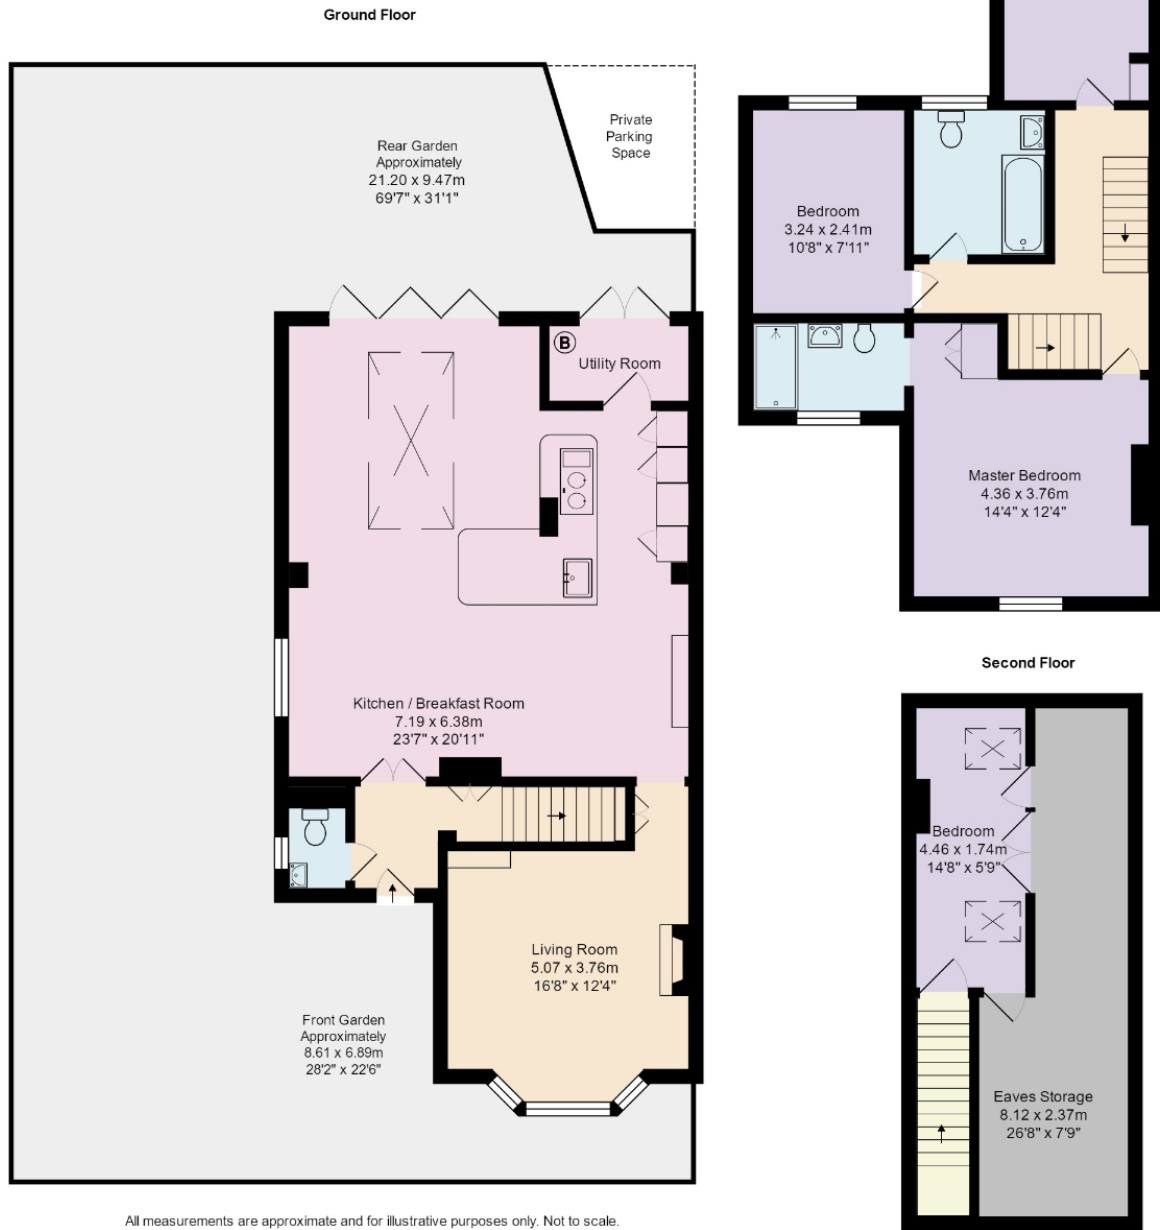 Ground Floor
Private
Parking
Space
Rear Garden
Approximately
21.20 x 9.47m
69'7" x 31'1"
B
Utility Room
Kitchen / Breakfast Room
7.19 x 6.38m
23'7" x 20'11"
Living Room
5.07 x 3.76m
16'8" x 12'4"
Front Garden
Approximately
8.61 x 6.89m
28'2" x 22'6"
Bedroom
3.24 x 2.41m
10'8" x 7'11"
Master Bedroom
4.36 x 3.76m
14'4" x 12'4"
Second Floor
Bedroom
4.46 x 1.74m
14'8" x 5'9"
Eaves Storage
8.12 x 2.37m
26'8" x 7'9"
All measurements are approximate and for illustrative purposes only. Not to scale.